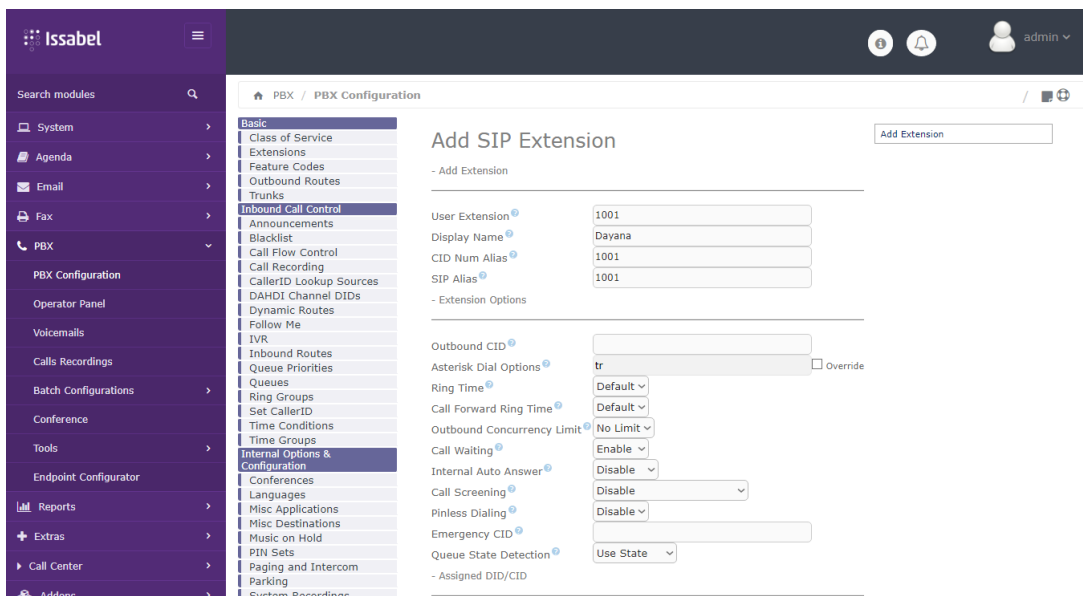 Issabel
admin
Search modules
System
Agenda
Email
Fax
PBX
PBX Configuration
Operator Panel
Voicemails
Calls Recordings
Batch Configurations
Conference
Tools
Endpoint Configurator
Reports
Extras
Call Center
Addons
PBX / PBX Configuration
/
Basic
Class of Service
Extensions
Feature Codes
Outbound Routes
Trunks
Inbound Call Control
Announcements
Blacklist
Call Flow Control
Call Recording
CallerID Lookup Sources
DAHDI Channel DIDs
Dynamic Routes
Follow Me
IVR
Inbound Routes
Queue Priorities
Queues
Ring Groups
Set CallerID
Time Conditions
Time Groups
Internal Options &
Configuration
Conferences
Languages
Misc Applications
Misc Destinations
Music on Hold
PIN Sets
Paging and Intercom
Parking
System Recordings
Add SIP Extension
- Add Extension
User Extension 1001
Display Name Dayana
CID Num Alias 1001
SIP Alias 1001
- Extension Options
Outbound CID
Asterisk Dial Options tr Override
Ring Time Default
Call Forward Ring Time Default
Outbound Concurrency Limit No Limit
Call Waiting Enable
Internal Auto Answer Disable
Call Screening Disable
Pinless Dialing Disable
Emergency CID
Queue State Detection Use State
- Assigned DID/CID
Add Extension